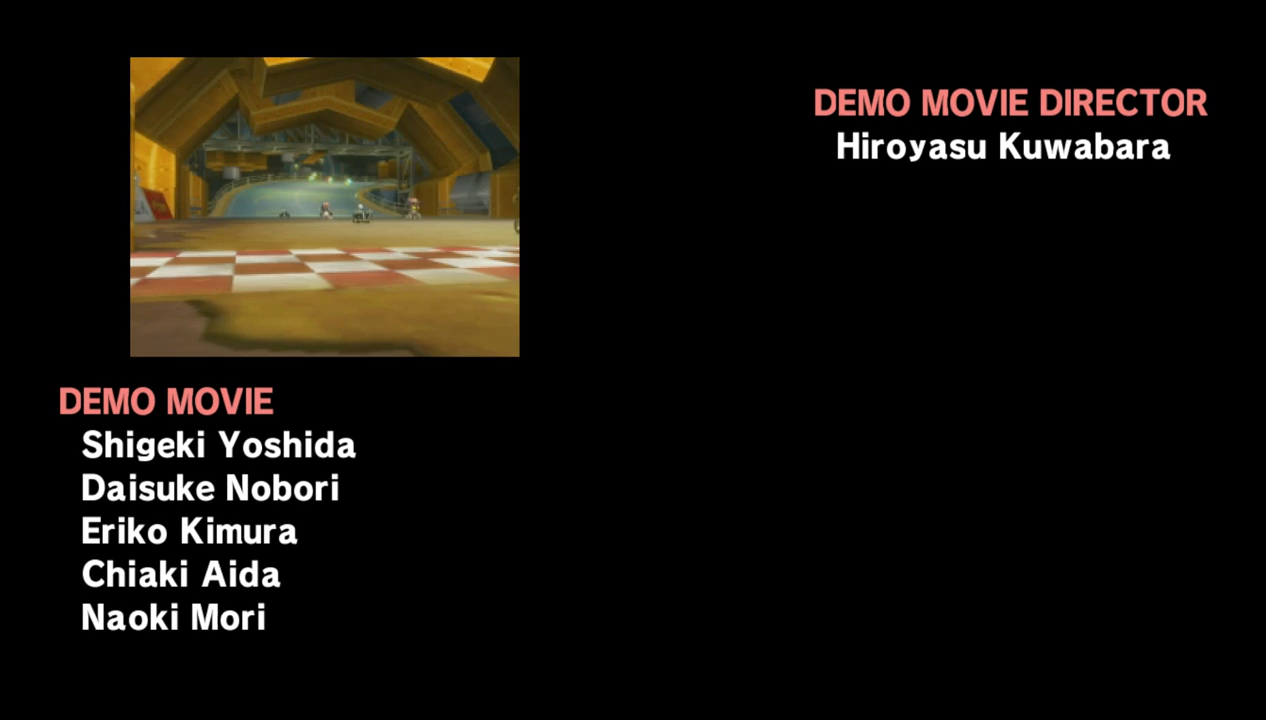 DEMO MOVIE DIRECTOR
Hiroyasu Kuwabara
DEMO MOVIE
Shigeki Yoshida
Daisuke Nobori
Eriko Kimura
Chiaki Aida
Naoki Mori